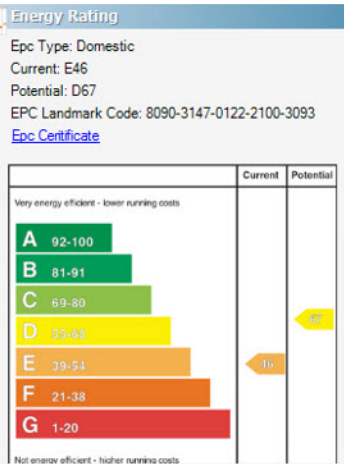 Energy Rating
Epc Type: Domestic
Current: E46
Potential: D67
EPC Landmark Code: 8090-3147-0122-2100-3093
Epc Ceritificate
Current Potential
Very energy efficient - lower running costs
A 92-100
B 81-91
C 69-80
D 55-68
67
E 39-54
46
F 21-38
G 1-20
Not energy efficient - higher running costs